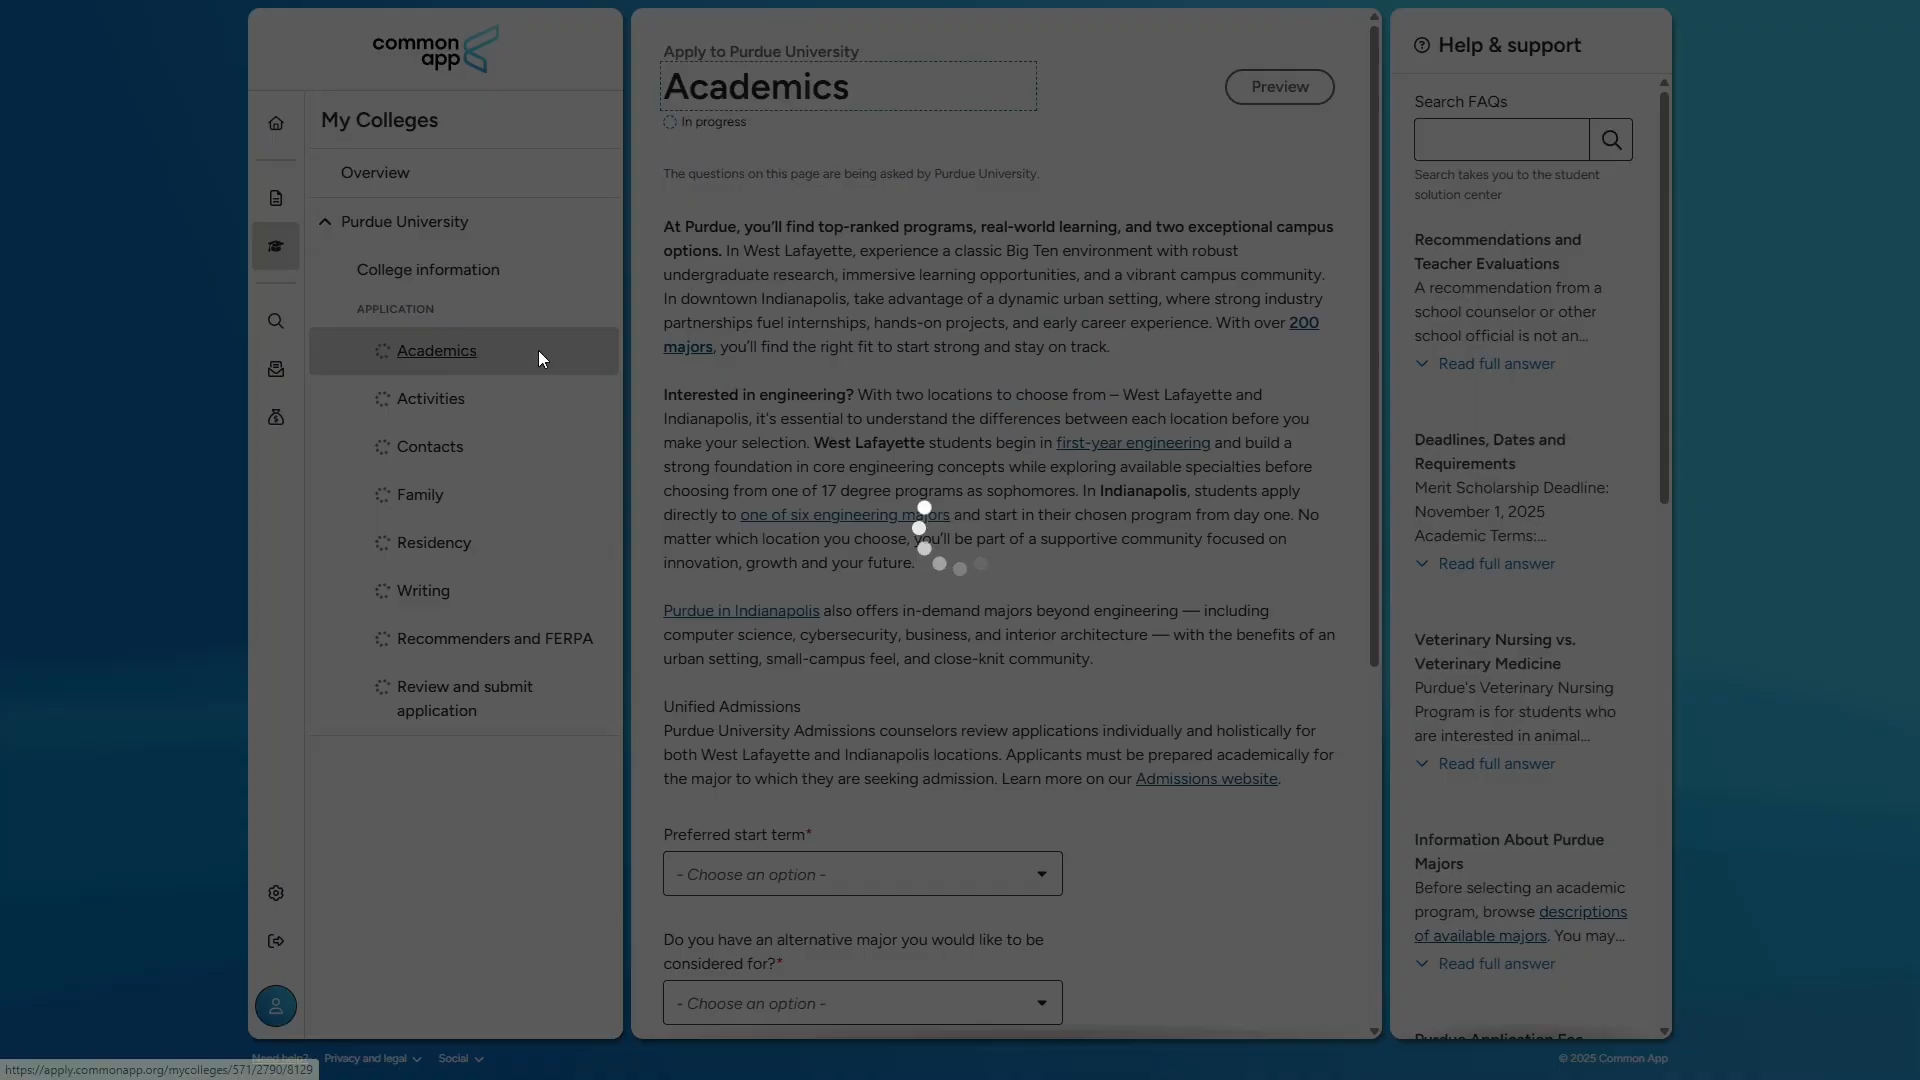 common
app
My Colleges
Overview
Purdue University
College information
APPLICATION
Academics
Activities
Contacts
Family
Residency
Writing
Recommenders and FERPA
Review and submit
application
Apply to Purdue University
Academics
Preview
In progress
The questions on this page are being asked by Purdue University.
At Purdue, you’ll find top-ranked programs, real-world learning, and two exceptional campus
options. In West Lafayette, experience a classic Big Ten environment with robust
undergraduate research, immersive learning opportunities, and a vibrant campus community.
In downtown Indianapolis, take advantage of a dynamic urban setting, where strong industry
partnerships fuel internships, hands-on projects, and early career experience. With over 200
majors, you’ll find the right fit to start strong and stay on track.
Interested in engineering? With two locations to choose from – West Lafayette and
Indianapolis, it's essential to understand the differences between each location before you
make your selection. West Lafayette students begin in first-year engineering and build a
strong foundation in core engineering concepts while exploring available specialties before
choosing from one of 17 degree programs as sophomores. In Indianapolis, students apply
directly to one of six engineering majors and start in their chosen program from day one. No
matter which location you choose, you’ll be part of a supportive community focused on
innovation, growth and your future.
Purdue in Indianapolis also offers in-demand majors beyond engineering — including
computer science, cybersecurity, business, and interior architecture — with the benefits of an
urban setting, small-campus feel, and close-knit community.
Unified Admissions
Purdue University Admissions counselors review applications individually and holistically for
both West Lafayette and Indianapolis locations. Applicants must be prepared academically for
the major to which they are seeking admission. Learn more on our Admissions website.
Preferred start term*
- Choose an option -
Do you have an alternative major you would like to be
considered for?*
- Choose an option -
Help & support
Search FAQs
Search takes you to the student
solution center
Recommendations and
Teacher Evaluations
A recommendation from a
school counselor or other
school official is not an...
Read full answer
Deadlines, Dates and
Requirements
Merit Scholarship Deadline:
November 1, 2025
Academic Terms:...
Read full answer
Veterinary Nursing vs.
Veterinary Medicine
Purdue's Veterinary Nursing
Program is for students who
are interested in animal...
Read full answer
Information About Purdue
Majors
Before selecting an academic
program, browse descriptions
of available majors. You may...
Read full answer
Purdue Application Fee
Need help?
Privacy and legal
Social
© 2025 Common App
https://apply.commonapp.org/mycolleges/571/2790/8129